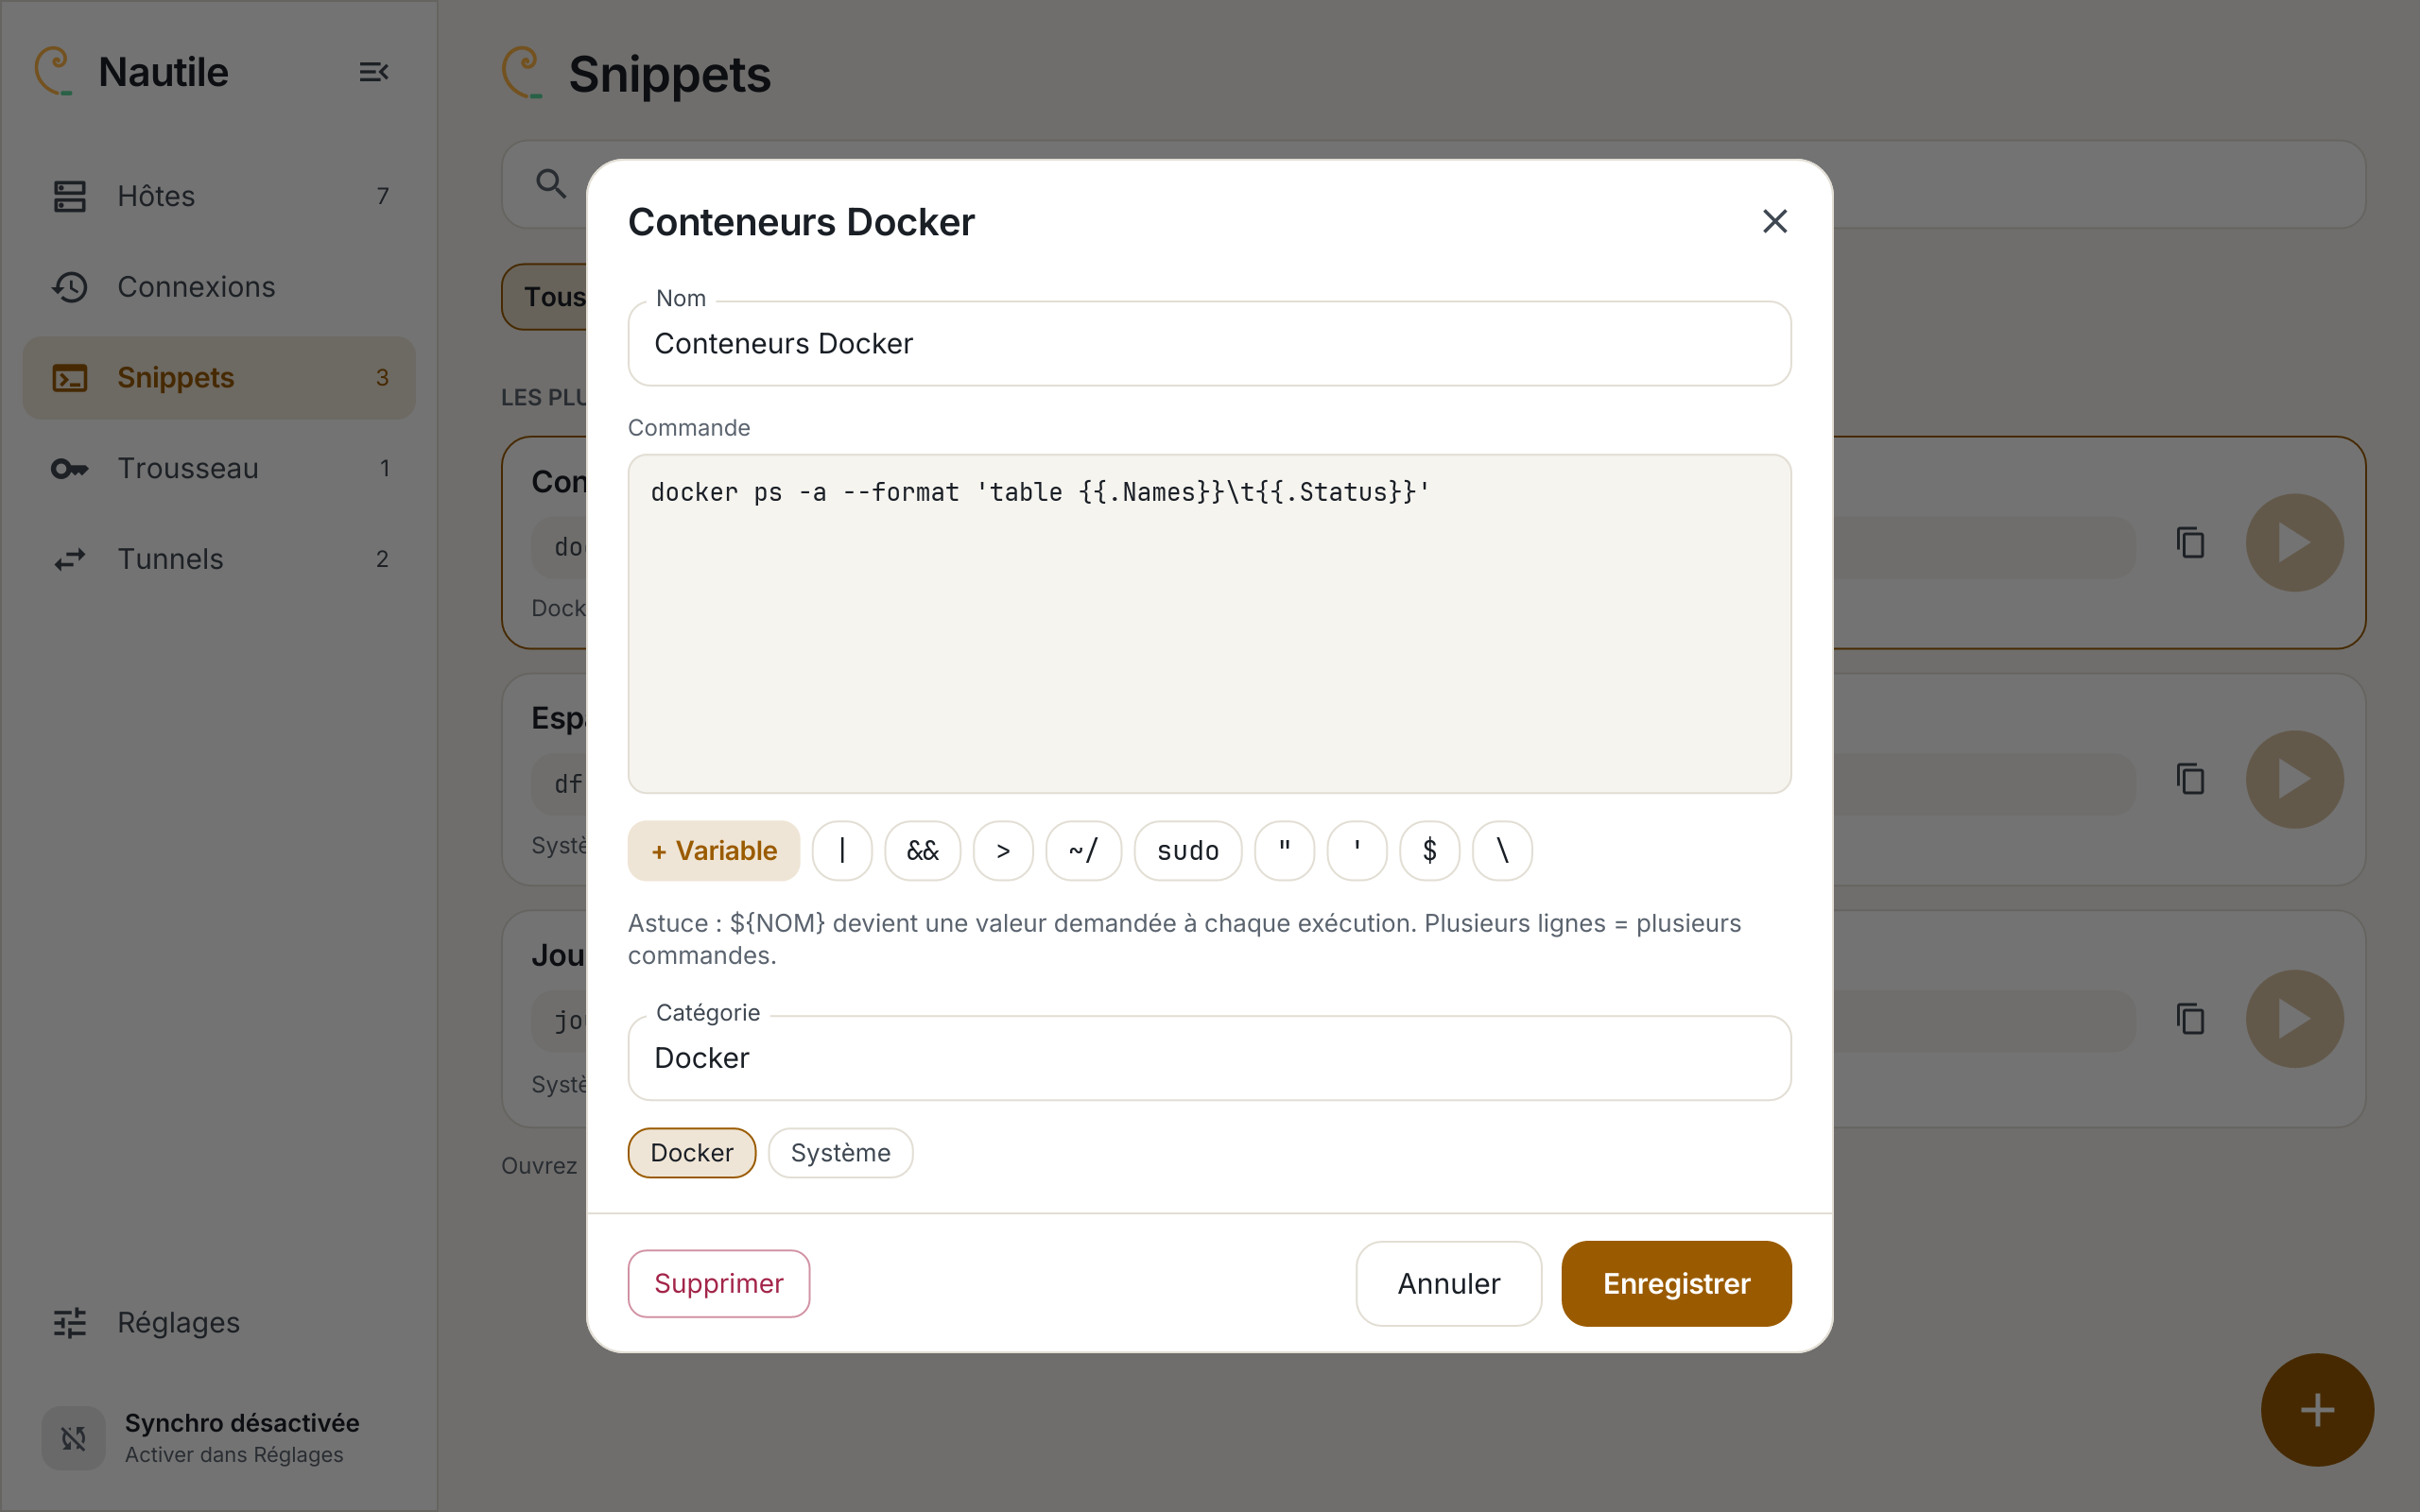 Nautile
Hôtes 7
Connexions
Snippets 3
Trousseau 1
Tunnels 2
Réglages
Synchro désactivée
Activer dans Réglages
Snippets
Tous
LES
Ouvrez
Conteneurs Docker
Nom
Conteneurs Docker
Commande
docker ps -a --format 'table {{.Names}}\t{{.Status}}'
+ Variable | && > ~/ sudo " ' $ \
Astuce : ${NOM} devient une valeur demandée à chaque exécution. Plusieurs lignes = plusieurs
commandes.
Catégorie
Docker
Docker Système
Supprimer Annuler Enregistrer